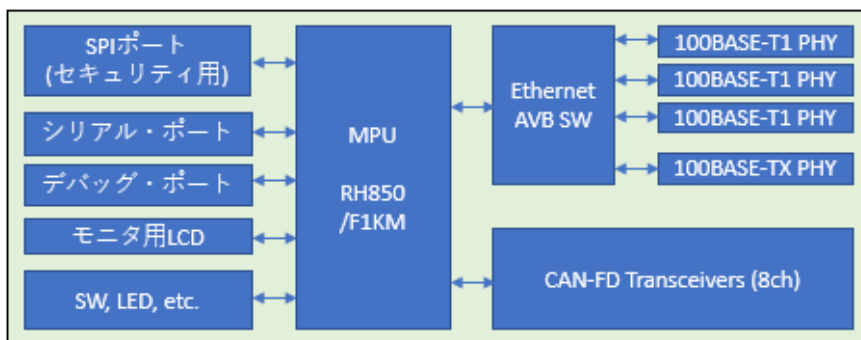 SPIポート
(セキュリティ用)
シリアル・ポート
デバッグ・ポート
モニタ用LCD
SW, LED, etc.
MPU
RH850
/F1KM
Ethernet
AVB SW
100BASE-T1 PHY
100BASE-T1 PHY
100BASE-T1 PHY
100BASE-TX PHY
CAN-FD Transceivers (8ch)